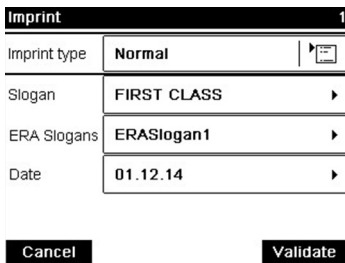 Imprint 1
Imprint type Normal
Slogan FIRST CLASS
ERA Slogans ERASlogan1
Date 01.12.14
Cancel Validate